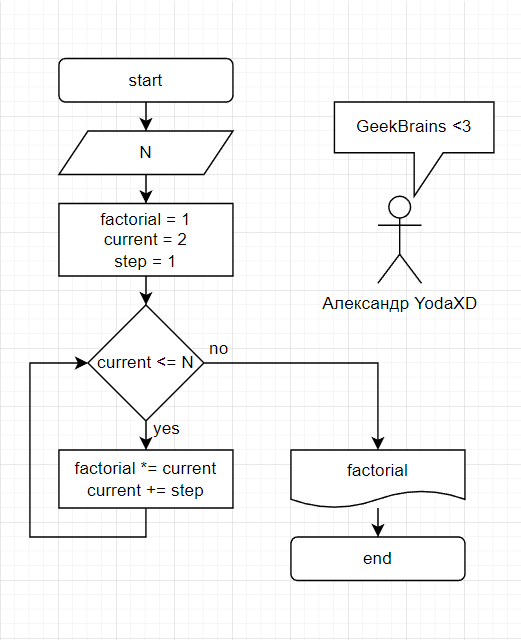 start
N
factorial = 1
current = 2
step = 1
current <= N
no
yes
factorial *= current
current += step
factorial
end
GeekBrains <3
Александр YodaXD